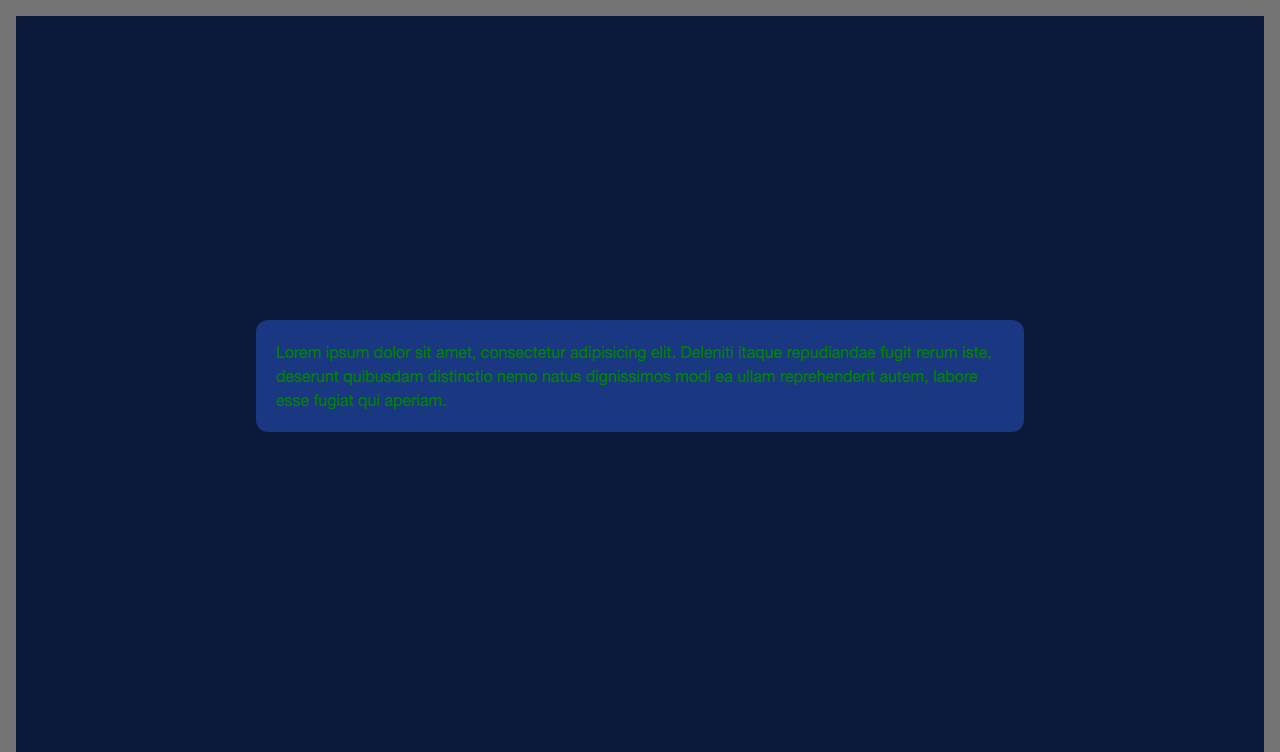 Lorem ipsum dolor sit amet, consectetur adipisicing elit. Deleniti itaque repudiandae fugit rerum iste,
deserunt quibusdam distinctio nemo natus dignissimos modi ea ullam reprehenderit autem, labore
esse fugiat qui aperiam.